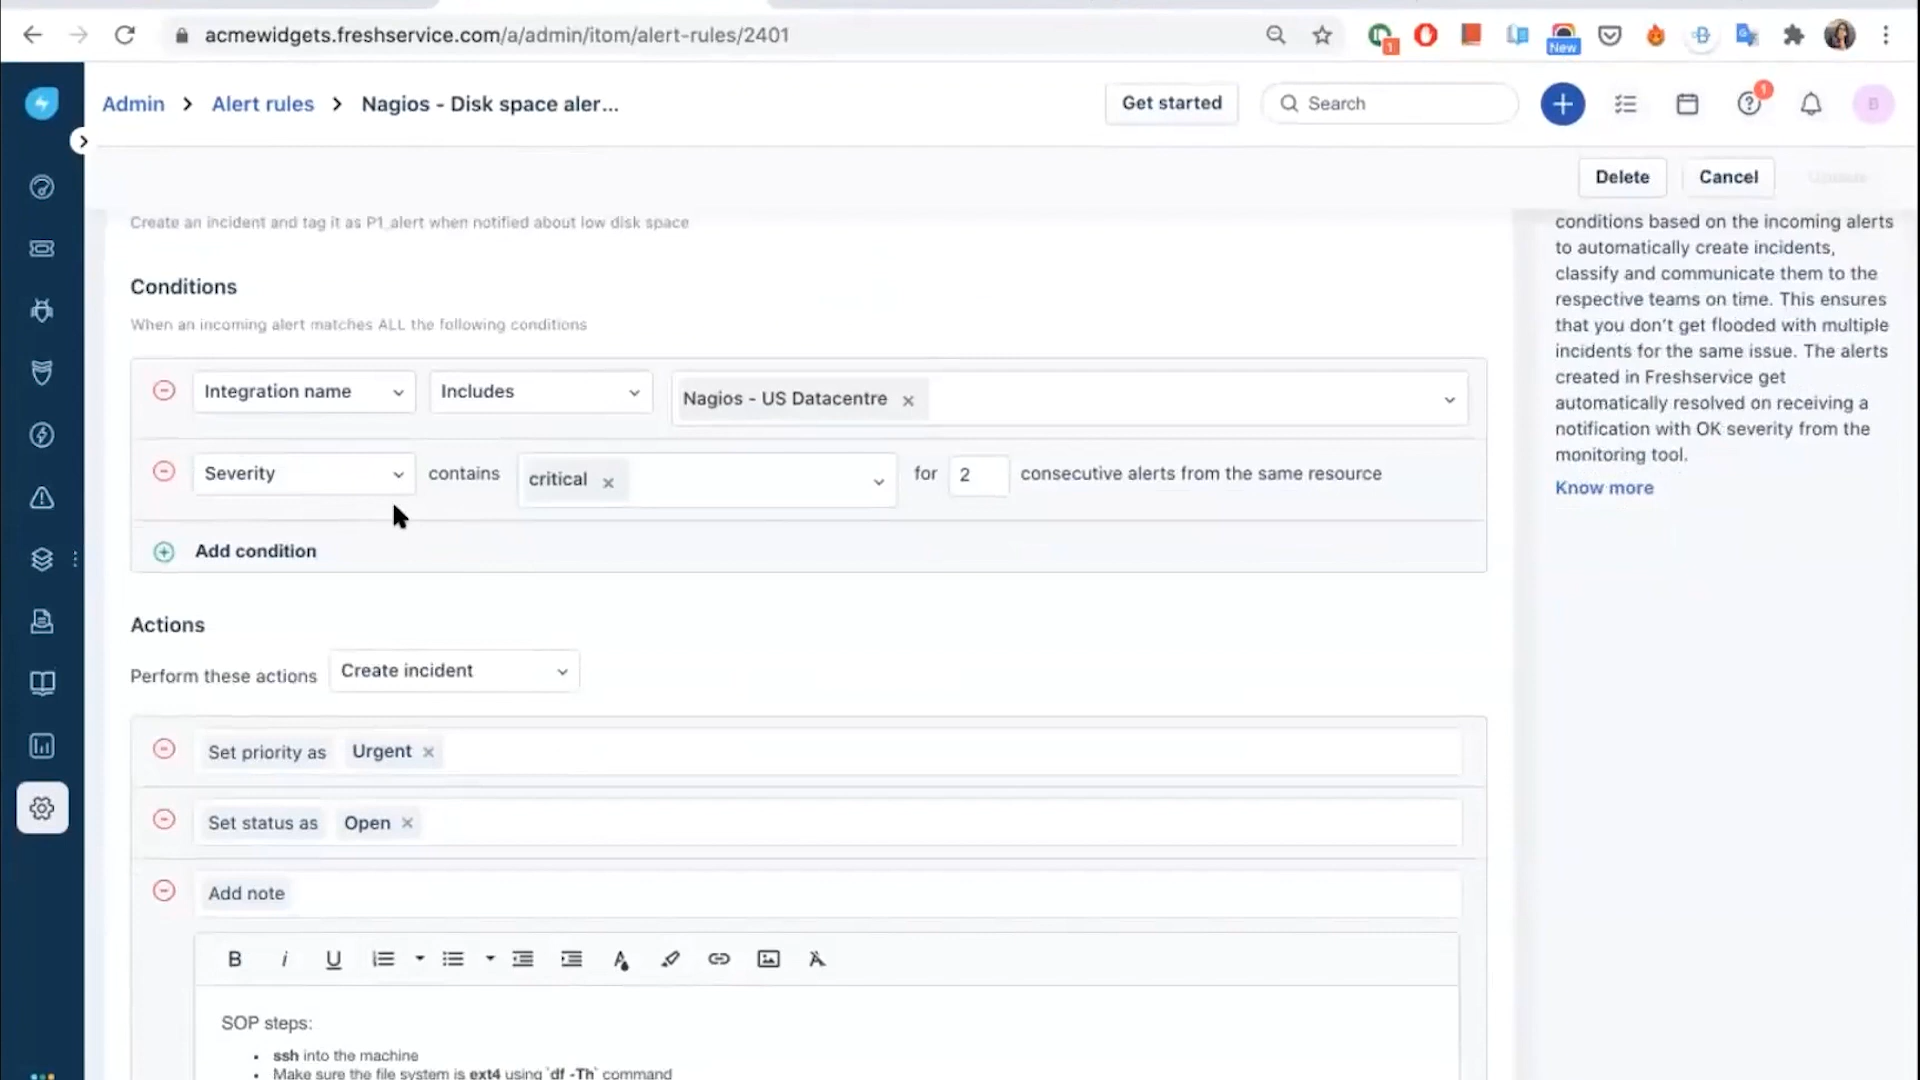 acmewidgets.freshservice.com/a/admin/itom/alert-rules/2401
1
New
Admin > Alert rules > Nagios - Disk space aler...
Get started
Search
1
B
Delete
Cancel
Create an incident and tag it as P1_alert when notified about low disk space
Conditions
When an incoming alert matches ALL the following conditions
Integration name
Includes
Nagios - US Datacentre
Severity
contains
critical
for
2
consecutive alerts from the same resource
Add condition
Actions
Perform these actions
Create incident
Set priority as
Urgent
Set status as
Open
Add note
SOP steps:
• ssh into the machine
• Make sure the file system is ext4 using `df -Th` command
conditions based on the incoming alerts
to automatically create incidents,
classify and communicate them to the
respective teams on time. This ensures
that you don't get flooded with multiple
incidents for the same issue. The alerts
created in Freshservice get
automatically resolved on receiving a
notification with OK severity from the
monitoring tool.
Know more